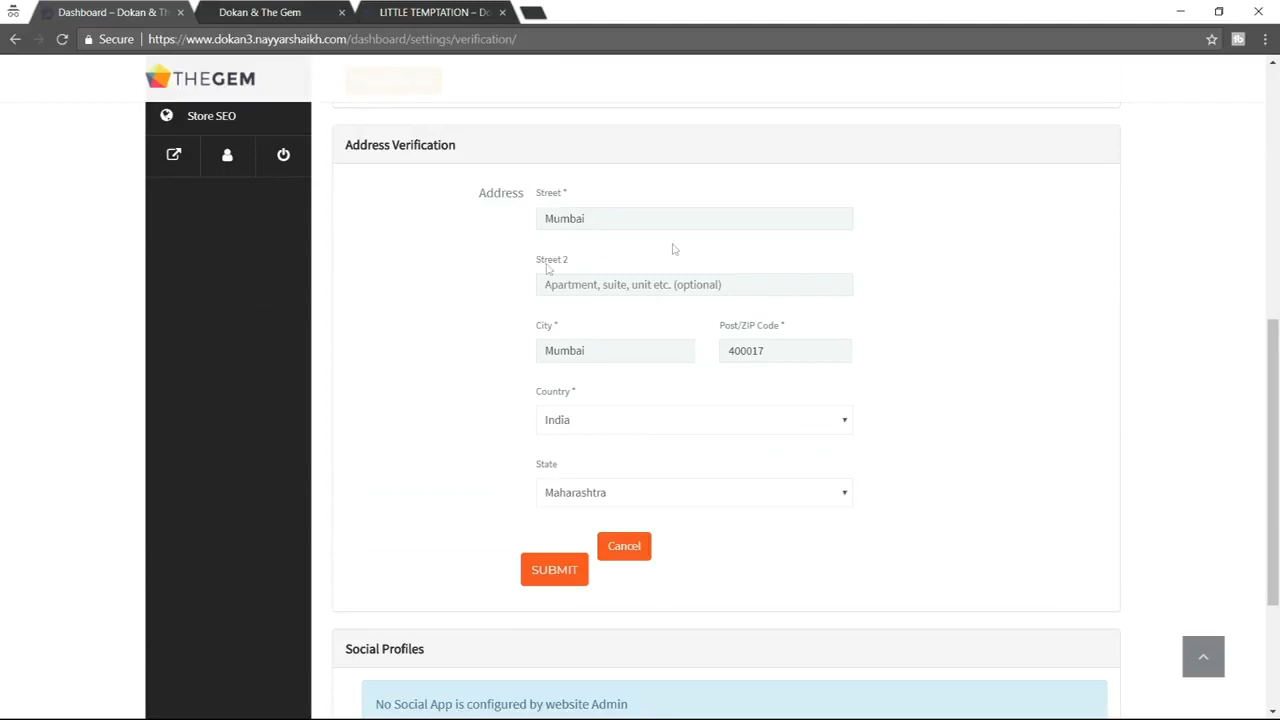 Dashboard – Dokan & Th
Dokan & The Gem
LITTLE TEMPTATION – Do
Secure
https://www.dokan3.nayyarshaikh.com/dashboard/settings/verification/
THEGEM
Store SEO
Address Verification
Address
Street *
Mumbai
Street 2
Apartment, suite, unit etc. (optional)
City *
Post/ZIP Code *
Mumbai
400017
Country *
India
State
Maharashtra
Cancel
SUBMIT
Social Profiles
No Social App is configured by website Admin